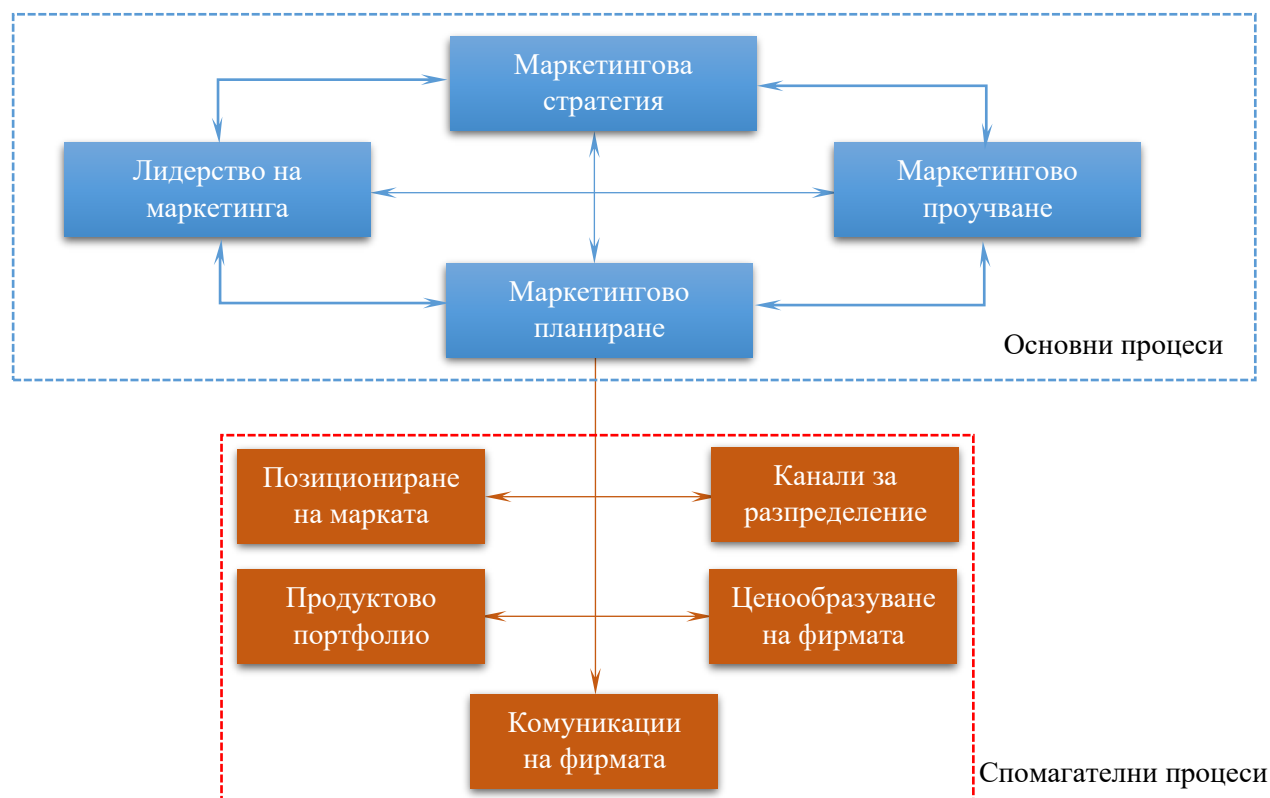 Маркетингова
стратегия
Лидерство на
маркетинга
Маркетингово
проучване
Маркетингово
планиране
Основни процеси
Позициониране
на марката
Канали за
разпределение
Продуктово
портфолио
Ценообразуване
на фирмата
Комуникации
на фирмата
Спомагателни процеси